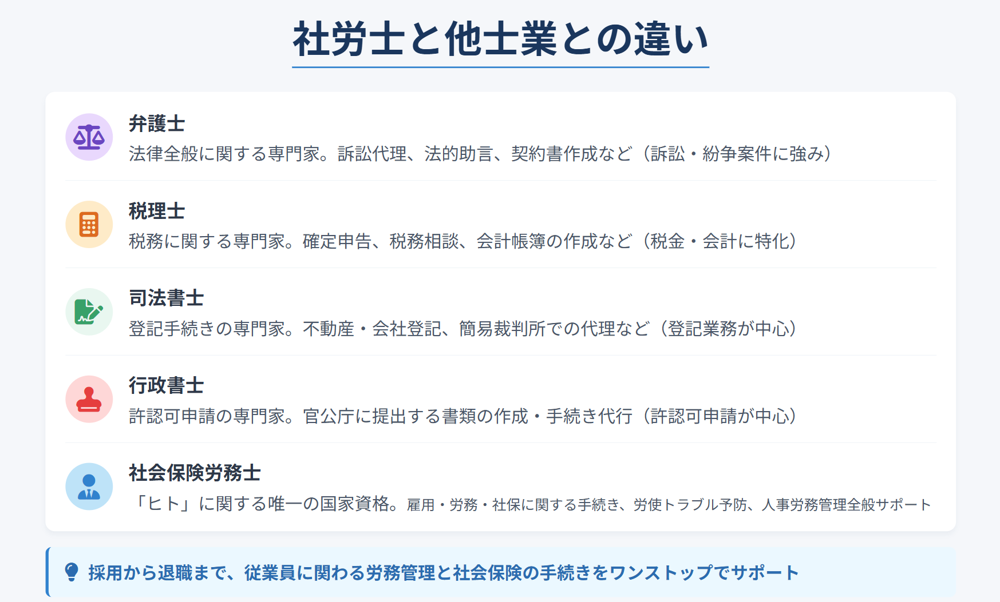 社労士と他士業との違い
弁護士
法律全般に関する専門家。訴訟代理、法的助言、契約書作成など（訴訟・紛争案件に強み）
税理士
税務に関する専門家。確定申告、税務相談、会計帳簿の作成など（税金・会計に特化）
司法書士
登記手続きの専門家。不動産・会社登記、簡易裁判所での代理など（登記業務が中心）
行政書士
許認可申請の専門家。官公庁に提出する書類の作成・手続き代行（許認可申請が中心）
社会保険労務士
「ヒト」に関する唯一の国家資格。雇用・労務・社保に関する手続き、労使トラブル予防、人事労務管理全般サポート
採用から退職まで、従業員に関わる労務管理と社会保険の手続きをワンストップでサポート